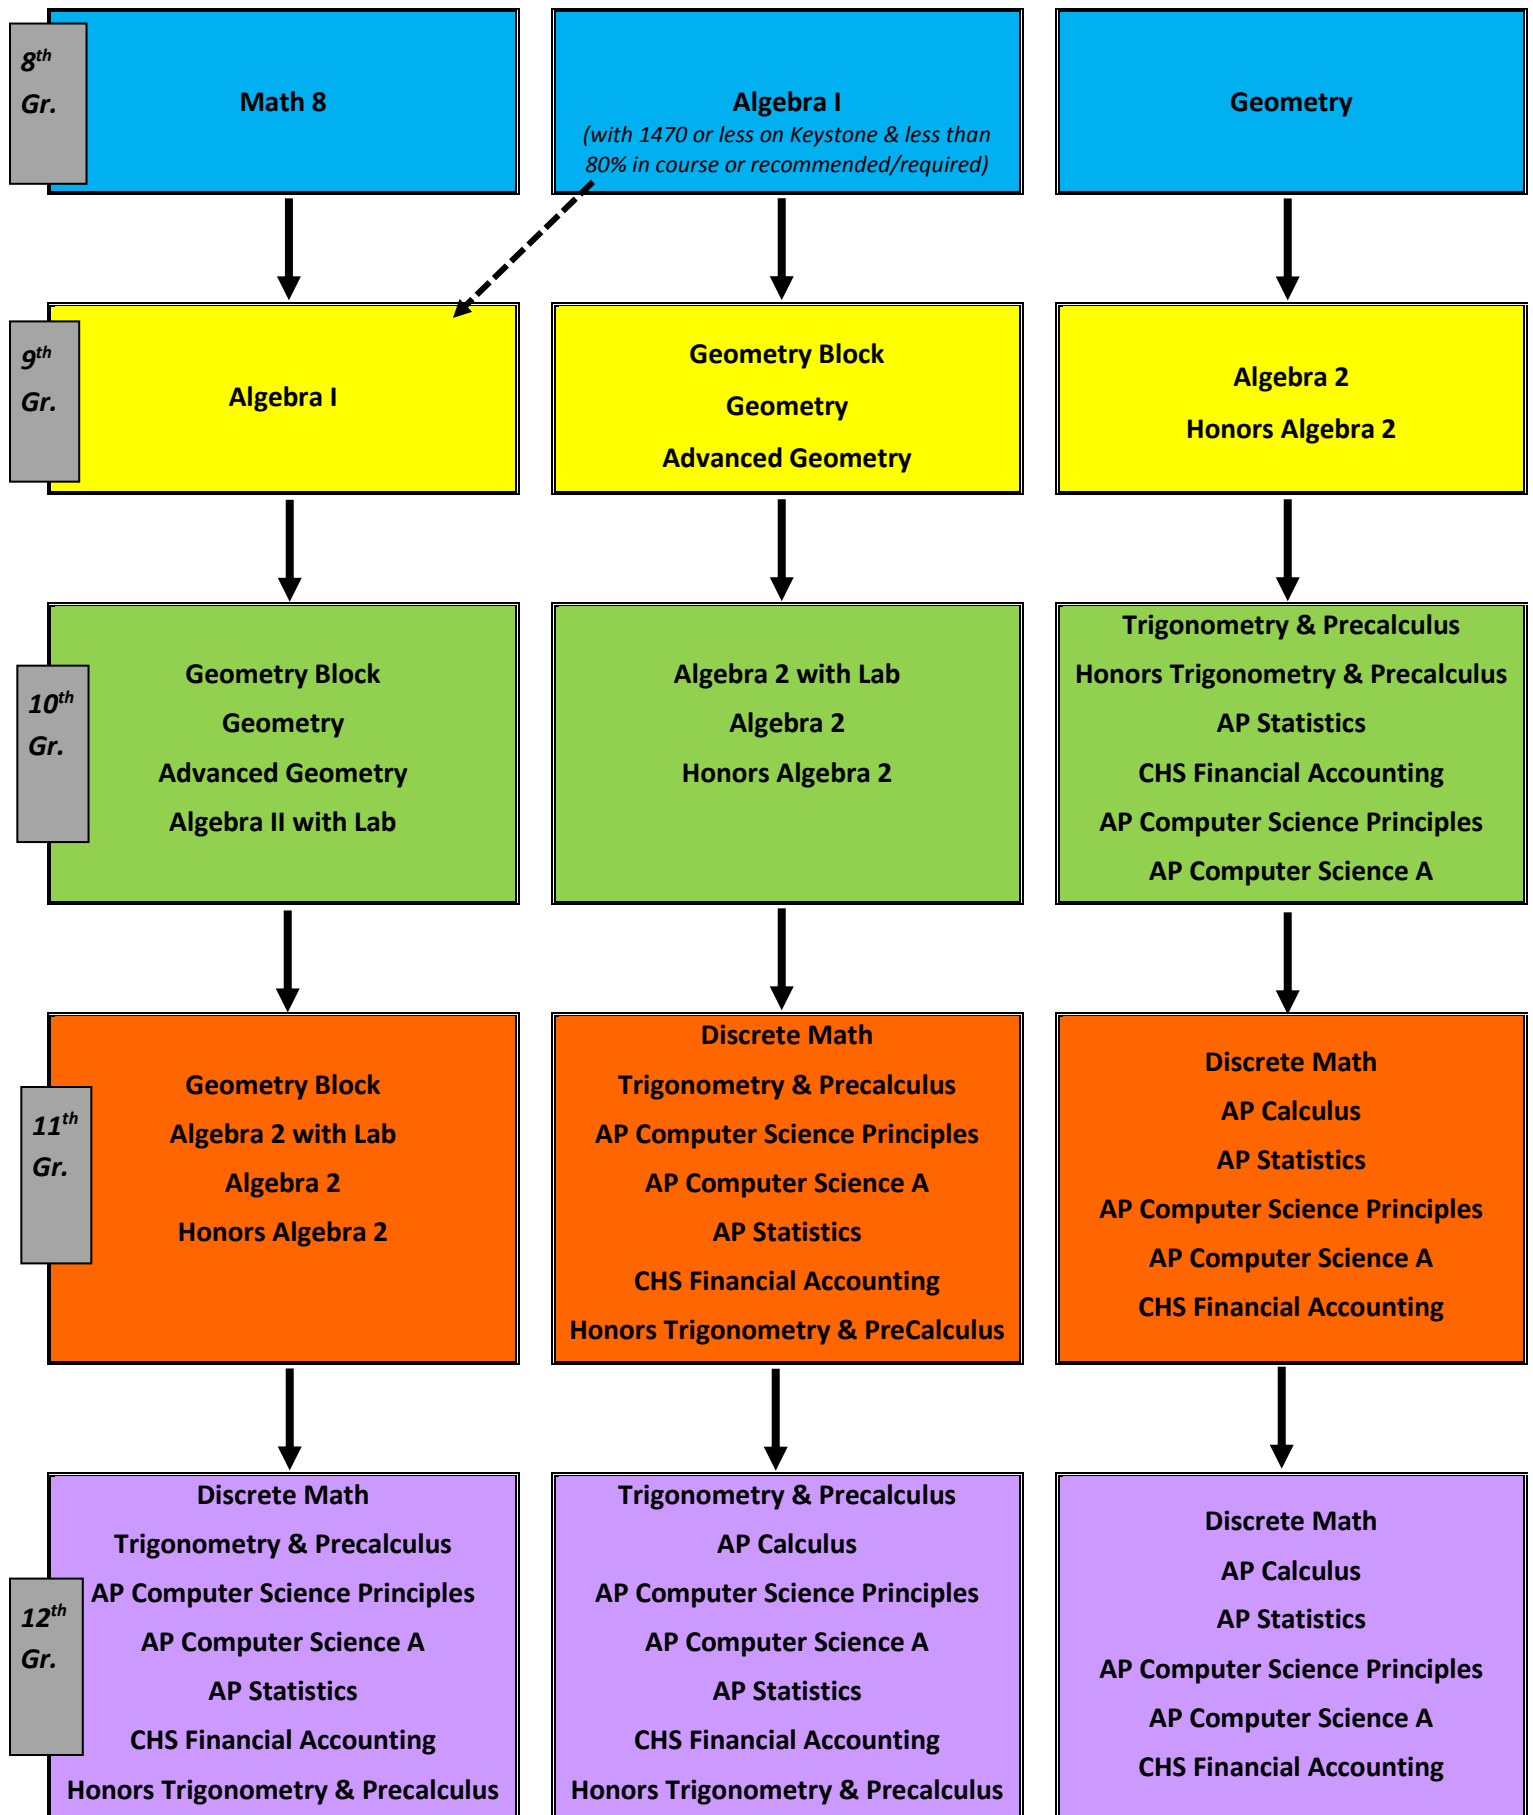 8th
Gr.
Math 8
Algebra I
(with 1470 or less on Keystone & less than
80% in course or recommended/required)
Geometry
9th
Gr.
Algebra I
Geometry Block
Geometry
Advanced Geometry
Algebra 2
Honors Algebra 2
10th
Gr.
Geometry Block
Geometry
Advanced Geometry
Algebra II with Lab
Algebra 2 with Lab
Algebra 2
Honors Algebra 2
Trigonometry & Precalculus
Honors Trigonometry & Precalculus
AP Statistics
CHS Financial Accounting
AP Computer Science Principles
AP Computer Science A
11th
Gr.
Geometry Block
Algebra 2 with Lab
Algebra 2
Honors Algebra 2
Discrete Math
Trigonometry & Precalculus
AP Computer Science Principles
AP Computer Science A
AP Statistics
CHS Financial Accounting
Honors Trigonometry & PreCalculus
Discrete Math
AP Calculus
AP Statistics
AP Computer Science Principles
AP Computer Science A
CHS Financial Accounting
12th
Gr.
Discrete Math
Trigonometry & Precalculus
AP Computer Science Principles
AP Computer Science A
AP Statistics
CHS Financial Accounting
Honors Trigonometry & Precalculus
Trigonometry & Precalculus
AP Calculus
AP Computer Science Principles
AP Computer Science A
AP Statistics
CHS Financial Accounting
Honors Trigonometry & Precalculus
Discrete Math
AP Calculus
AP Statistics
AP Computer Science Principles
AP Computer Science A
CHS Financial Accounting